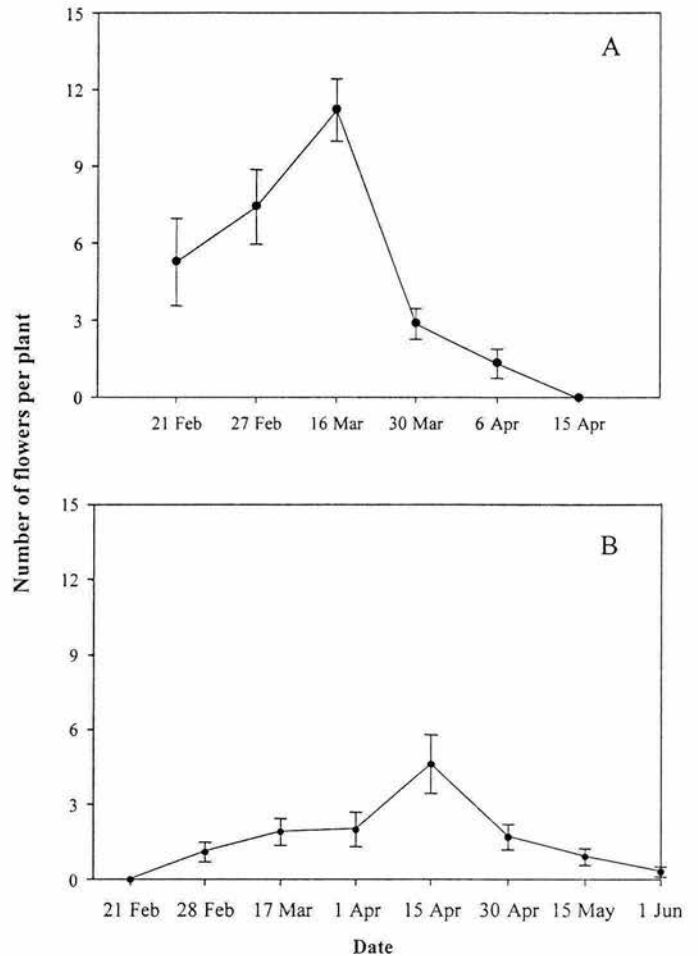 15
A
12
9
6
3
0
21 Feb 27 Feb 16 Mar 30 Mar 6 Apr 15 Apr
Number of flowers per plant
15
B
12
9
6
3
0
21 Feb 28 Feb 17 Mar 1 Apr 15 Apr 30 Apr 15 May 1 Jun
Date